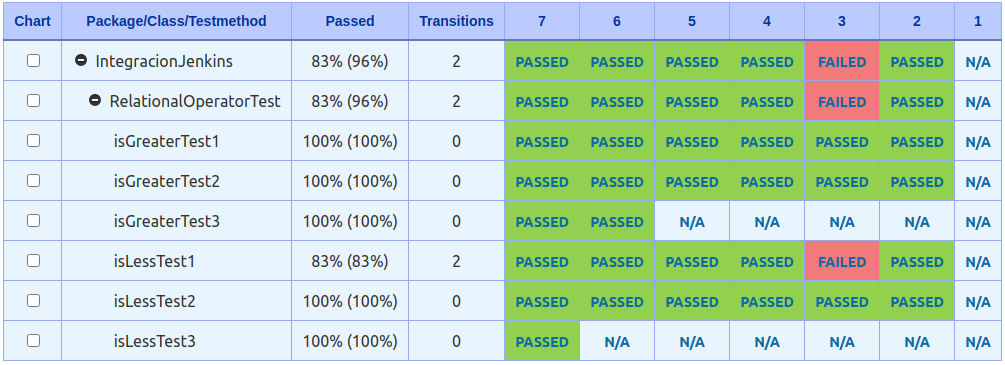 Chart Package/Class/Testmethod Passed Transitions 7 6 5 4 3 2 1
IntegracionJenkins 83% (96%) 2 PASSED PASSED PASSED PASSED FAILED PASSED N/A
RelationalOperatorTest 83% (96%) 2 PASSED PASSED PASSED PASSED FAILED PASSED N/A
isGreaterTest1 100% (100%) 0 PASSED PASSED PASSED PASSED PASSED PASSED N/A
isGreaterTest2 100% (100%) 0 PASSED PASSED PASSED PASSED PASSED PASSED N/A
isGreaterTest3 100% (100%) 0 PASSED PASSED N/A N/A N/A N/A N/A
isLessTest1 83% (83%) 2 PASSED PASSED PASSED PASSED FAILED PASSED N/A
isLessTest2 100% (100%) 0 PASSED PASSED PASSED PASSED PASSED PASSED N/A
isLessTest3 100% (100%) 0 PASSED N/A N/A N/A N/A N/A N/A